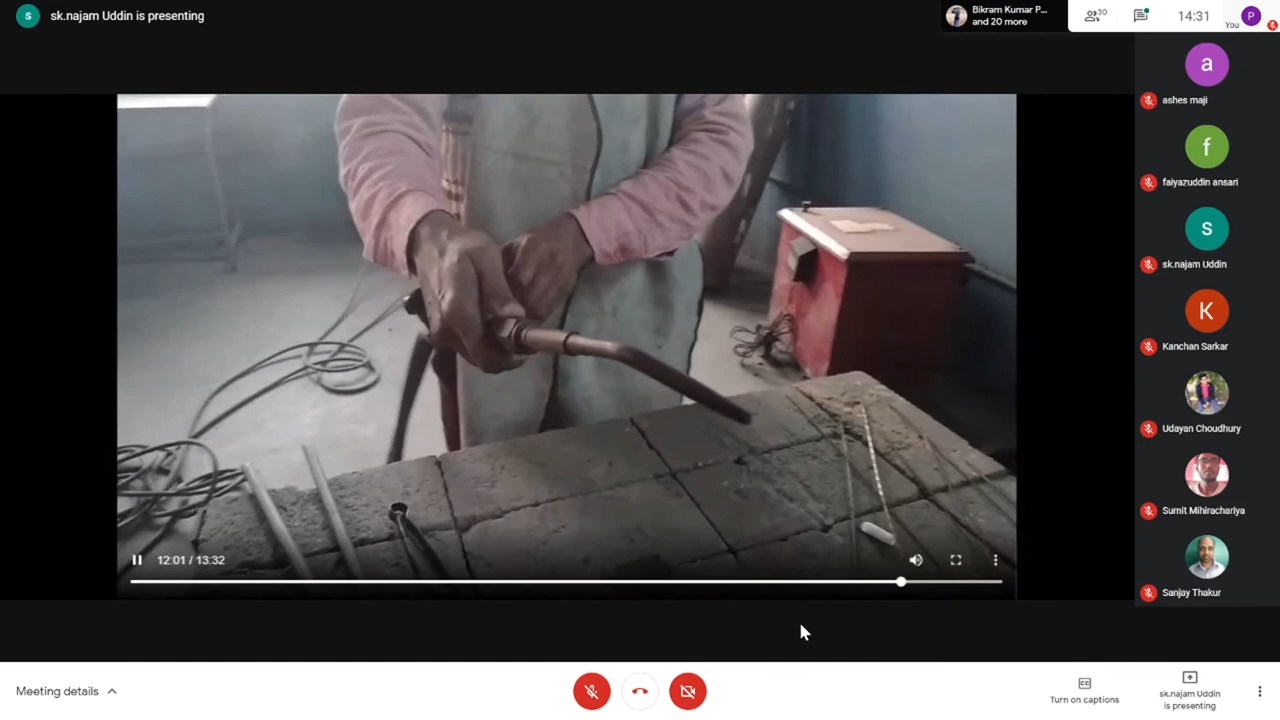 s
sk.najam Uddin is presenting
Bikram Kumar P...
and 20 more
30
14:31
You
P
a
ashes maji
f
faiyazuddin ansari
s
sk.najam Uddin
K
Kanchan Sarkar
Udayan Choudhury
Sumit Mihirachariya
Sanjay Thakur
12:01 / 13:32
Meeting details
CC
Turn on captions
sk.najam Uddin
is presenting